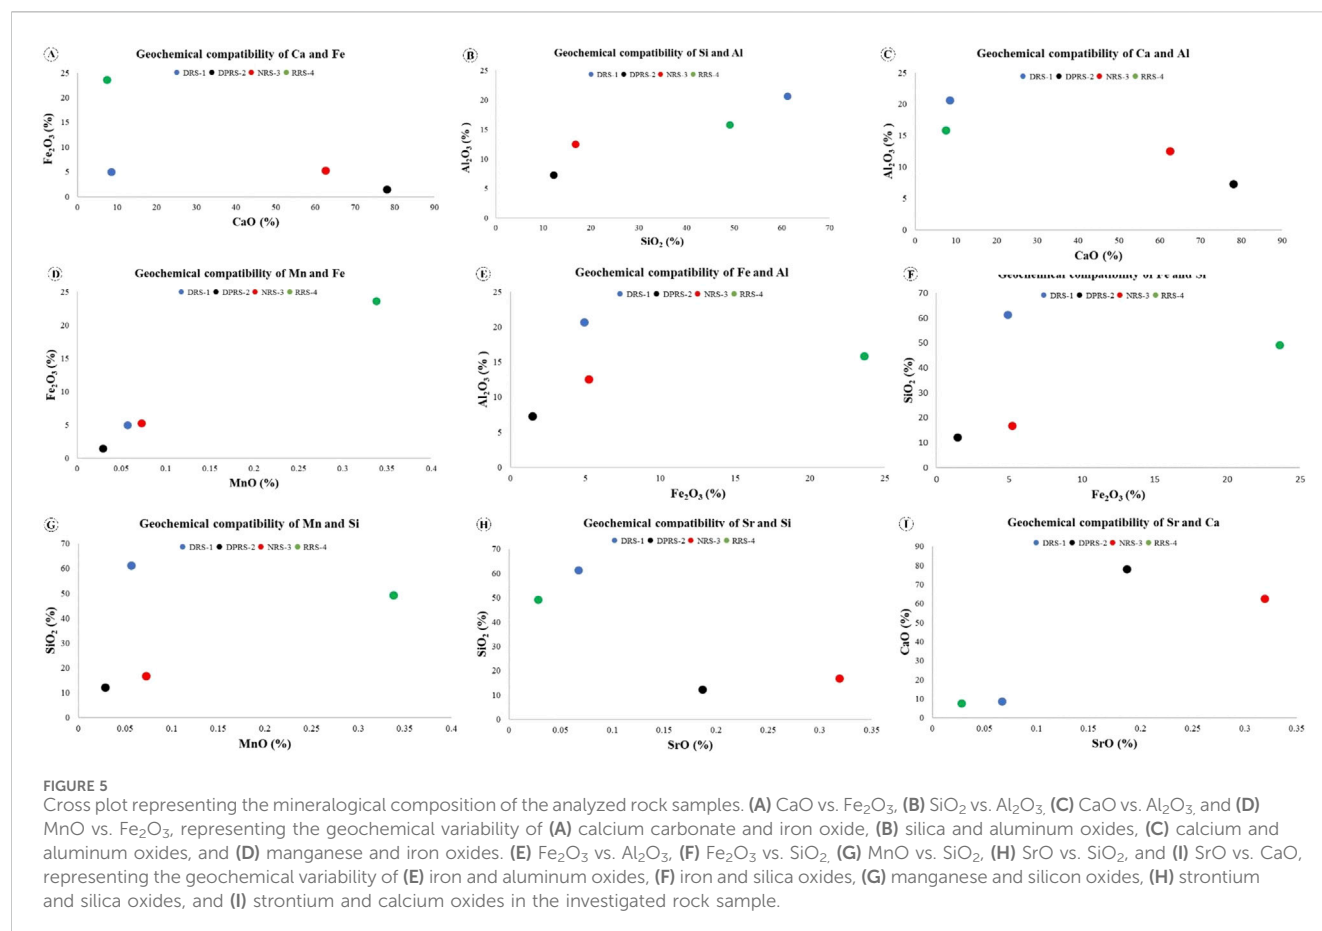 A
Geochemical compatibility of Ca and Fe
DRS-1 DPRS-2 NRS-3 RRS-4
Fe₂O₃ (%)
25
20
15
10
5
0
0 10 20 30 40 50 60 70 80 90
CaO (%)
B
Geochemical compatibility of Si and Al
DRS-1 DPRS-2 NRS-3 RRS-4
Al₂O₃ (% )
25
20
15
10
5
0
0 10 20 30 40 50 60 70
SiO₂ (%)
C
Geochemical compatibility of Ca and Al
DRS-1 DPRS-2 NRS-3 RRS-4
Al₂O₃ (% )
25
20
15
10
5
0
0 10 20 30 40 50 60 70 80 90
CaO (%)
D
Geochemical compatibility of Mn and Fe
DRS-1 DPRS-2 NRS-3 RRS-4
Fe₂O₃ (%)
25
20
15
10
5
0
0 0.05 0.1 0.15 0.2 0.25 0.3 0.35 0.4
MnO (%)
E
Geochemical compatibility of Fe and Al
DRS-1 DPRS-2 NRS-3 RRS-4
Al₂O₃ (% )
25
20
15
10
5
0
0 5 10 15 20 25
Fe₂O₃ (%)
F
Geochemical compatibility of Fe and Si
DRS-1 DPRS-2 NRS-3 RRS-4
SiO₂ (%)
70
60
50
40
30
20
10
0
0 5 10 15 20 25
Fe₂O₃ (%)
G
Geochemical compatibility of Mn and Si
DRS-1 DPRS-2 NRS-3 RRS-4
SiO₂ (%)
70
60
50
40
30
20
10
0
0 0.05 0.1 0.15 0.2 0.25 0.3 0.35 0.4
MnO (%)
H
Geochemical compatibility of Sr and Si
DRS-1 DPRS-2 NRS-3 RRS-4
SiO₂ (%)
70
60
50
40
30
20
10
0
0 0.05 0.1 0.15 0.2 0.25 0.3 0.35
SrO (%)
I
Geochemical compatibility of Sr and Ca
DRS-1 DPRS-2 NRS-3 RRS-4
CaO (%)
90
80
70
60
50
40
30
20
10
0
0 0.05 0.1 0.15 0.2 0.25 0.3 0.35
SrO (%)
FIGURE 5
Cross plot representing the mineralogical composition of the analyzed rock samples. (A) CaO vs. Fe₂O₃, (B) SiO₂ vs. Al₂O₃, (C) CaO vs. Al₂O₃, and (D)
MnO vs. Fe₂O₃, representing the geochemical variability of (A) calcium carbonate and iron oxide, (B) silica and aluminum oxides, (C) calcium and
aluminum oxides, and (D) manganese and iron oxides. (E) Fe₂O₃ vs. Al₂O₃, (F) Fe₂O₃ vs. SiO₂, (G) MnO vs. SiO₂, (H) SrO vs. SiO₂, and (I) SrO vs. CaO,
representing the geochemical variability of (E) iron and aluminum oxides, (F) iron and silica oxides, (G) manganese and silicon oxides, (H) strontium
and silica oxides, and (I) strontium and calcium oxides in the investigated rock sample.